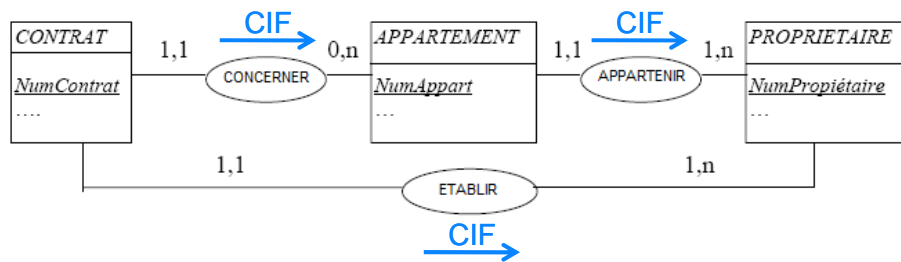 CIF CIF
CONTRAT 1,1 0,n APPARTEMENT 1,1 1,n PROPRIETAIRE
CONCERNER APPARTENIR
NumContrat NumAppart NumPropiétaire
.... ... ...
1,1 1,n
ETABLIR
CIF